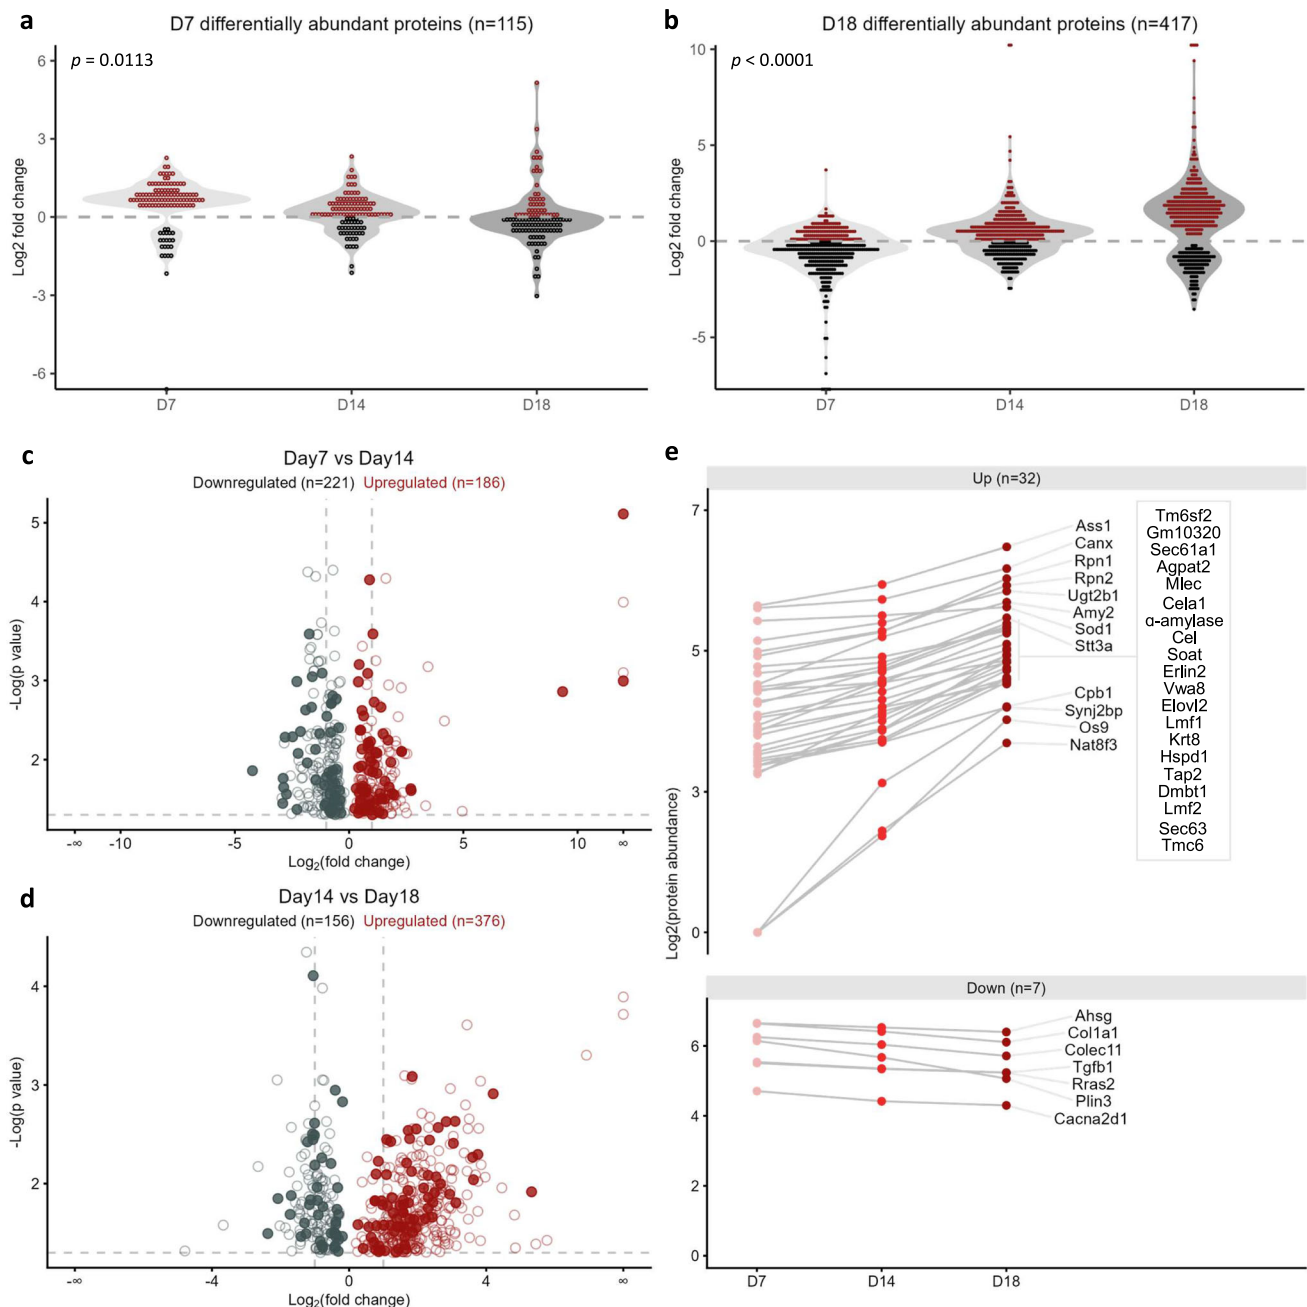 a
D7 differentially abundant proteins (n=115)
p = 0.0113
Log2 fold change
6
3
0
-3
-6
D7
D14
D18
b
D18 differentially abundant proteins (n=417)
p < 0.0001
Log2 fold change
10
5
0
-5
D7
D14
D18
c
Day7 vs Day14
Downregulated (n=221) Upregulated (n=186)
-Log(p value)
5
4
3
2
-∞
-10
-5
0
5
10
∞
Log₂(fold change)
d
Day14 vs Day18
Downregulated (n=156) Upregulated (n=376)
-Log(p value)
4
3
2
-∞
-4
0
4
∞
Log₂(fold change)
e
Up (n=32)
Log2(protein abundance)
7
5
3
0
Ass1
Canx
Rpn1
Rpn2
Ugt2b1
Amy2
Sod1
Stt3a
Cpb1
Synj2bp
Os9
Nat8f3
Tm6sf2
Gm10320
Sec61a1
Agpat2
Mlec
Cela1
α-amylase
Cel
Soat
Erlin2
Vwa8
Elovl2
Lmf1
Krt8
Hspd1
Tap2
Dmbt1
Lmf2
Sec63
Tmc6
Down (n=7)
6
4
2
0
Ahsg
Col1a1
Colec11
Tgfb1
Rras2
Plin3
Cacna2d1
D7
D14
D18